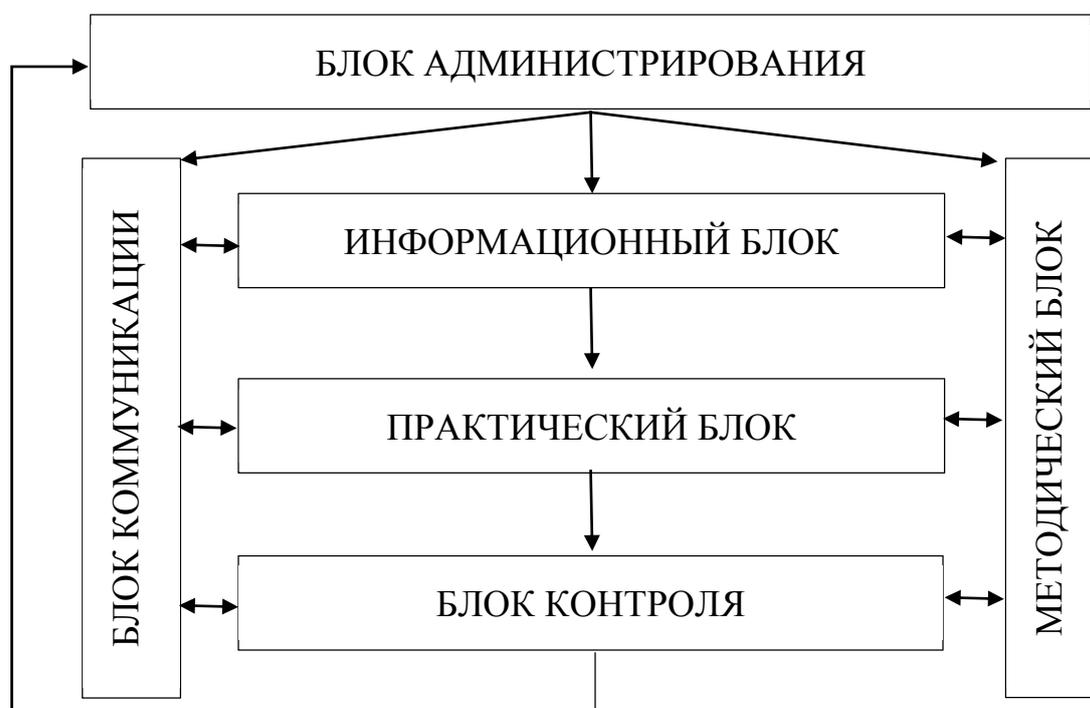 БЛОК АДМИНИСТРИРОВАНИЯ
БЛОК КОММУНИКАЦИИ
ИНФОРМАЦИОННЫЙ БЛОК
ПРАКТИЧЕСКИЙ БЛОК
БЛОК КОНТРОЛЯ
МЕТОДИЧЕСКИЙ БЛОК